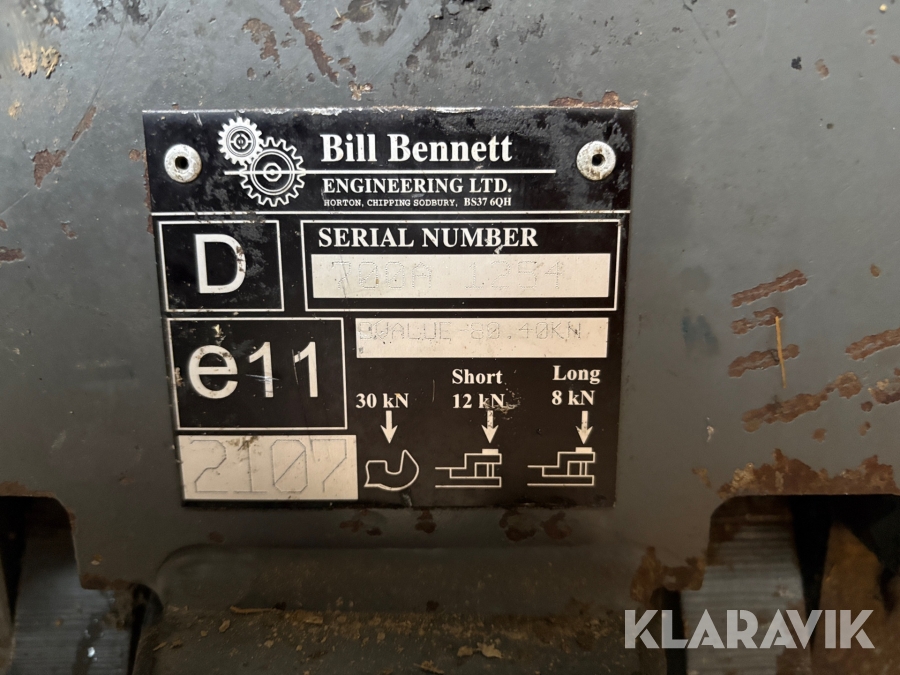 Bill Bennett
ENGINEERING LTD.
HORTON, CHIPPING SODBURY, BS37 6QH
D
SERIAL NUMBER
e11
30 kN
Short
12 kN
Long
8 kN
2107
KLARAVIK